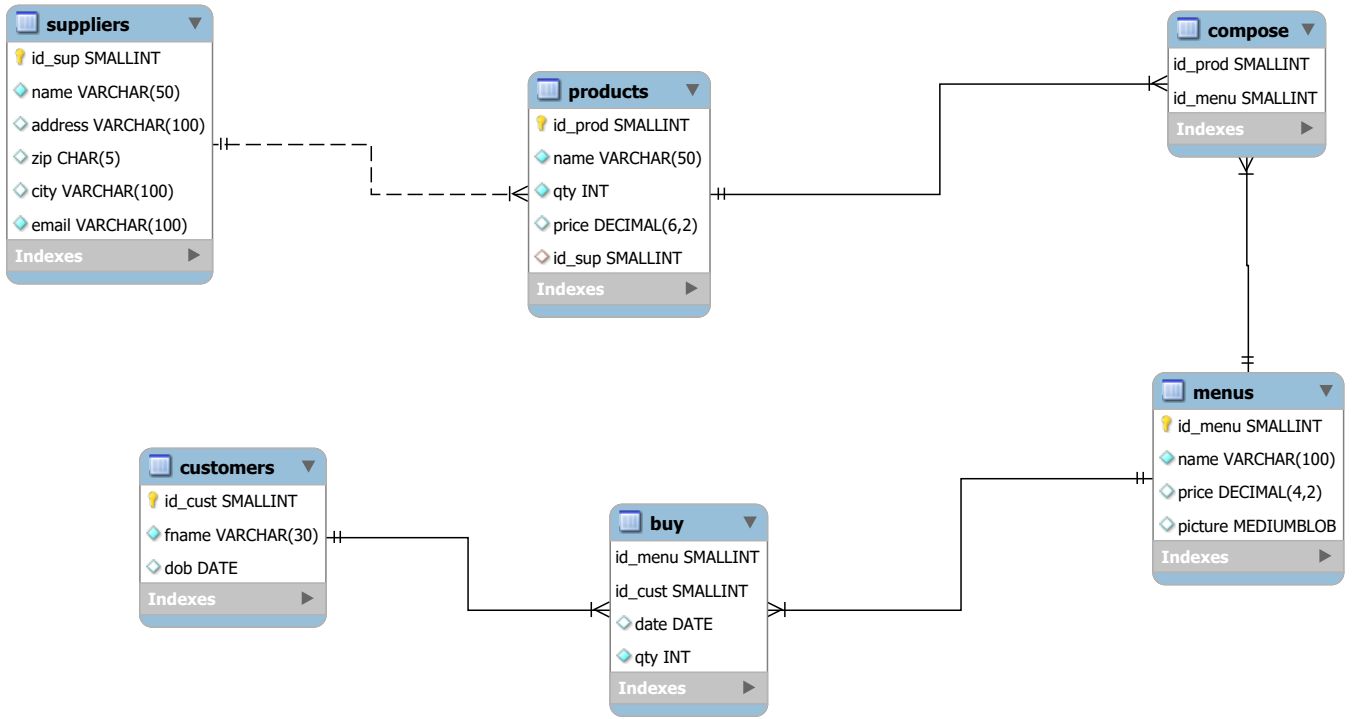 suppliers
id_sup SMALLINT
name VARCHAR(50)
address VARCHAR(100)
zip CHAR(5)
city VARCHAR(100)
email VARCHAR(100)
Indexes
products
id_prod SMALLINT
name VARCHAR(50)
qty INT
price DECIMAL(6,2)
id_sup SMALLINT
Indexes
compose
id_prod SMALLINT
id_menu SMALLINT
Indexes
customers
id_cust SMALLINT
fname VARCHAR(30)
dob DATE
Indexes
buy
id_menu SMALLINT
id_cust SMALLINT
date DATE
qty INT
Indexes
menus
id_menu SMALLINT
name VARCHAR(100)
price DECIMAL(4,2)
picture MEDIUMBLOB
Indexes